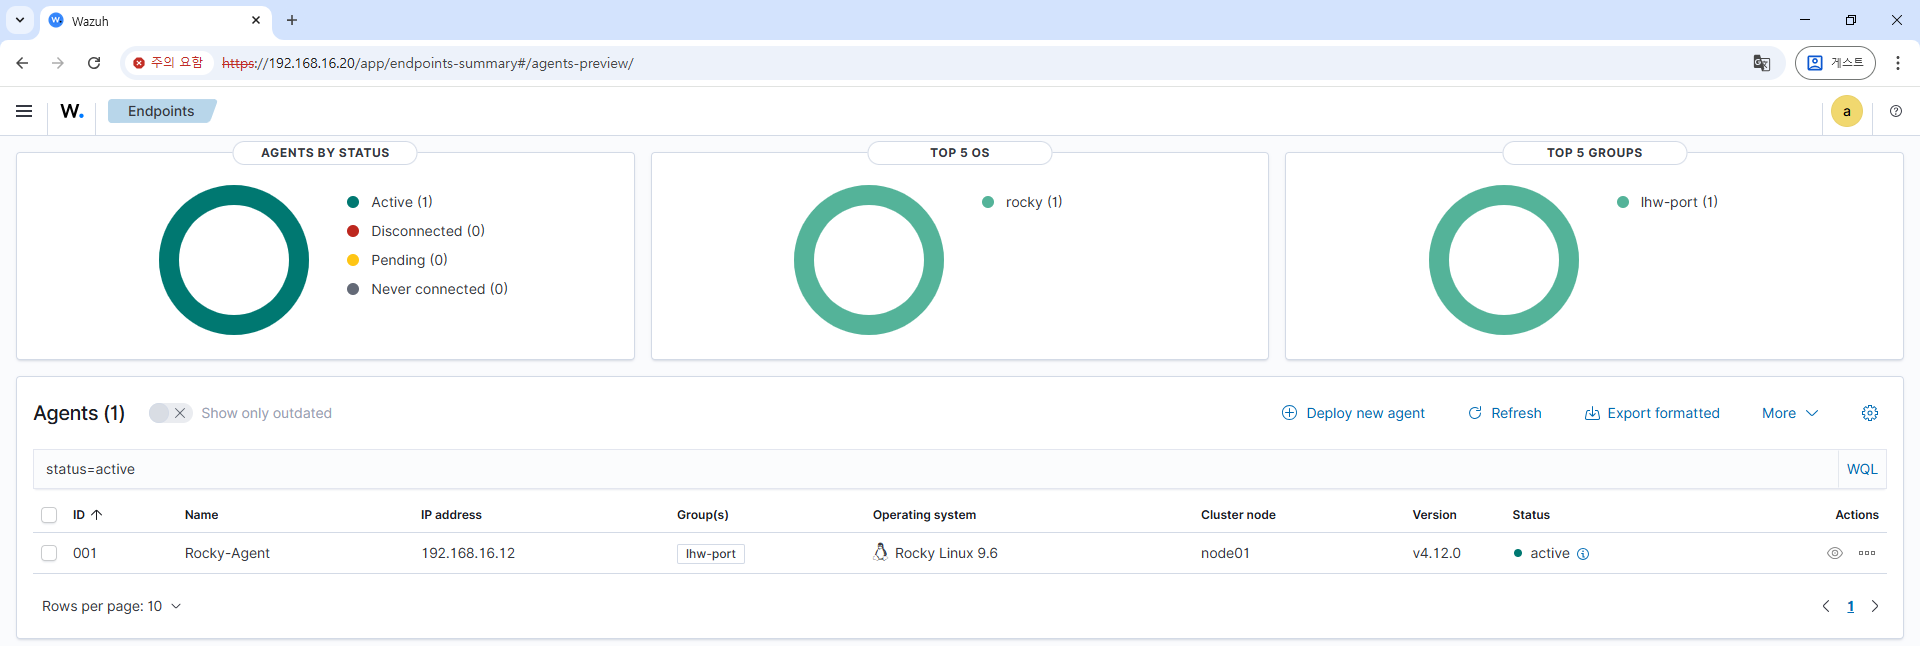 Wazuh
주의 요함
https://192.168.16.20/app/endpoints-summary#/agents-preview/
게스트
W.
Endpoints
a
AGENTS BY STATUS
Active (1)
Disconnected (0)
Pending (0)
Never connected (0)
TOP 5 OS
rocky (1)
TOP 5 GROUPS
lhw-port (1)
Agents (1)
Show only outdated
Deploy new agent
Refresh
Export formatted
More
status=active
WQL
ID
Name
IP address
Group(s)
Operating system
Cluster node
Version
Status
Actions
001
Rocky-Agent
192.168.16.12
lhw-port
Rocky Linux 9.6
node01
v4.12.0
active
Rows per page: 10
1